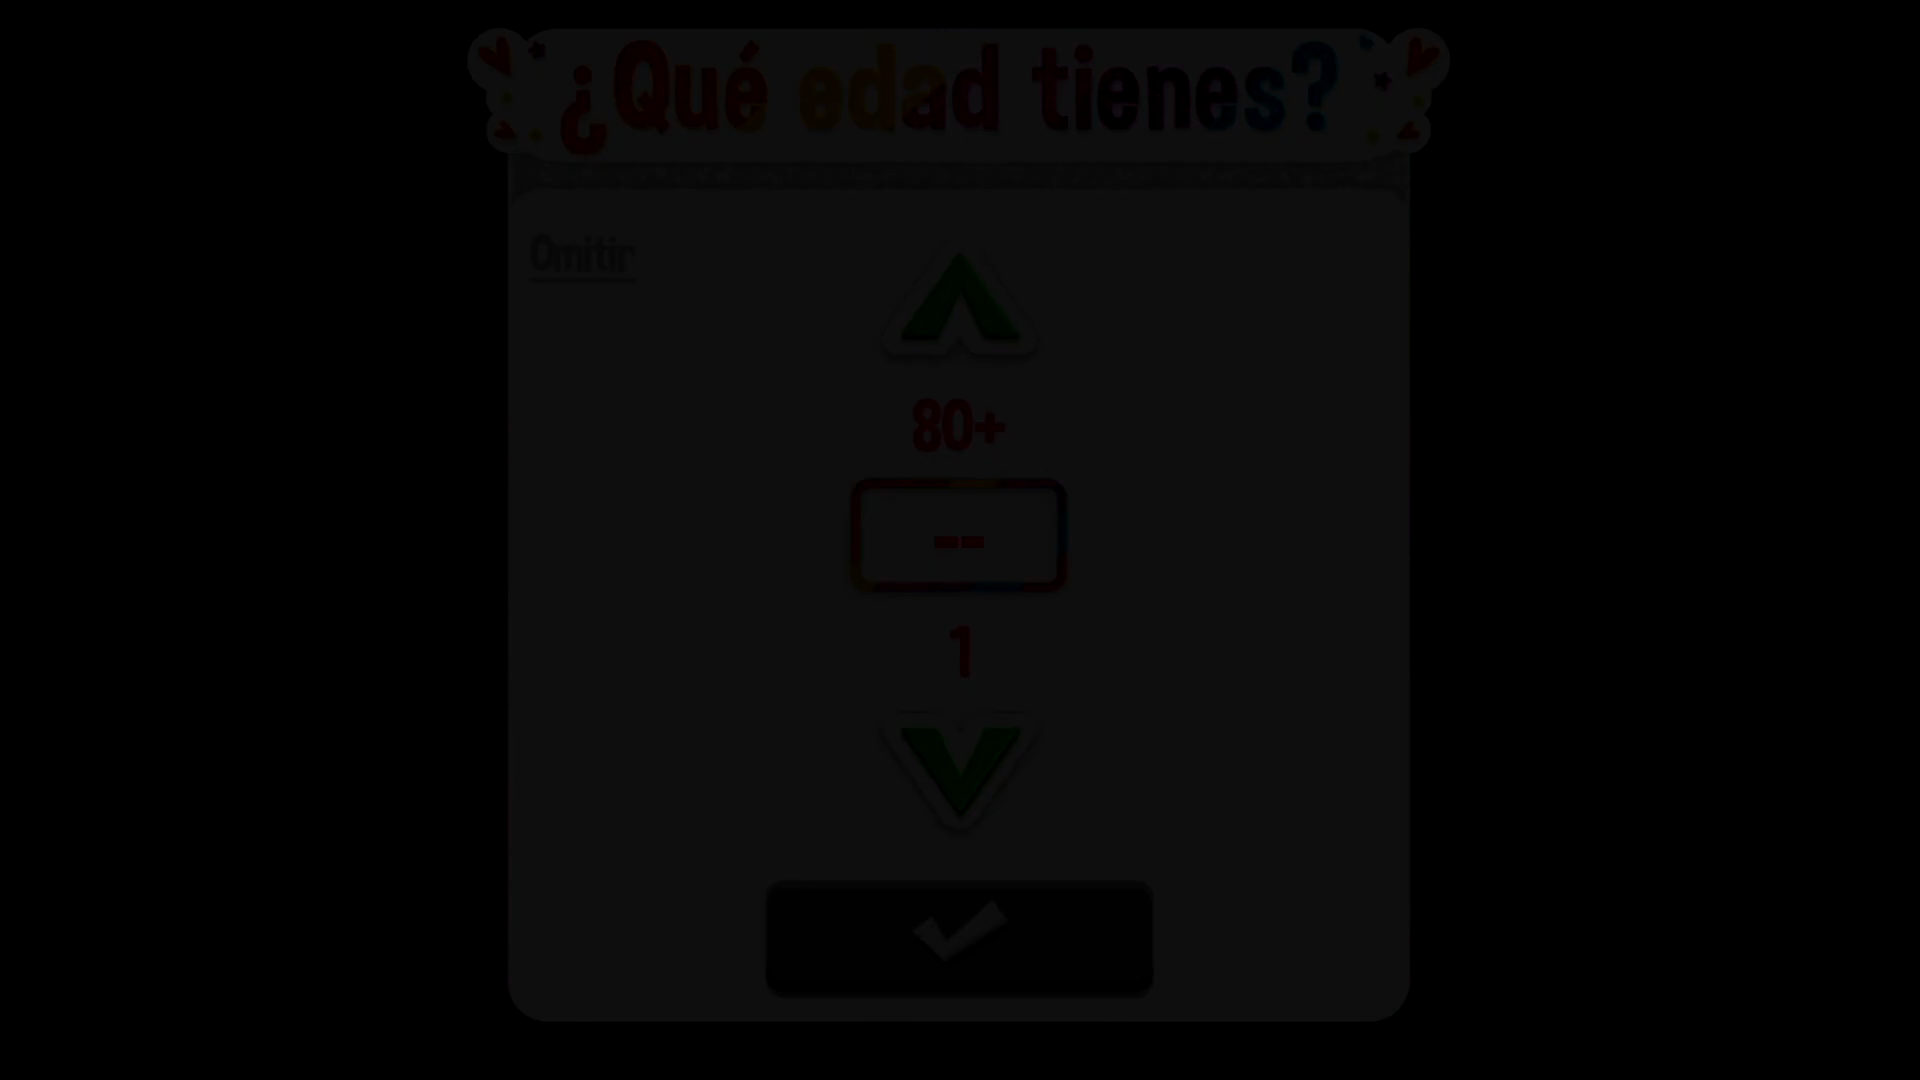 ¿Qué edad tienes?
Omitir
80+
--
1